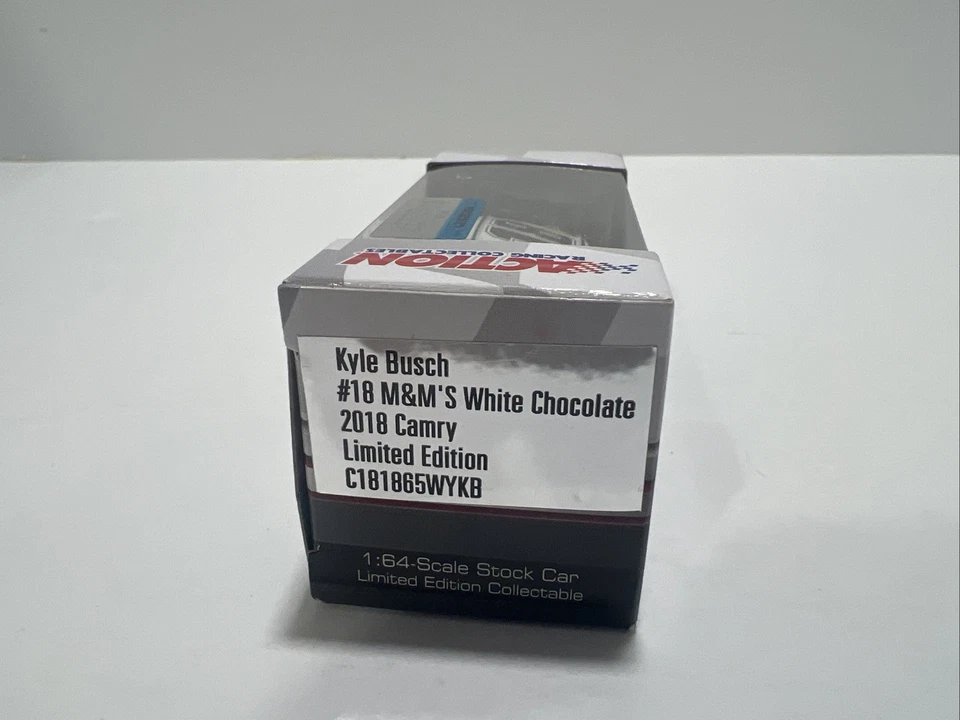 ACTION
RACING COLLECTABLES
Kyle Busch
#18 M&M'S White Chocolate
2018 Camry
Limited Edition
C181865WYKB
1:64-Scale Stock Car
Limited Edition Collectable